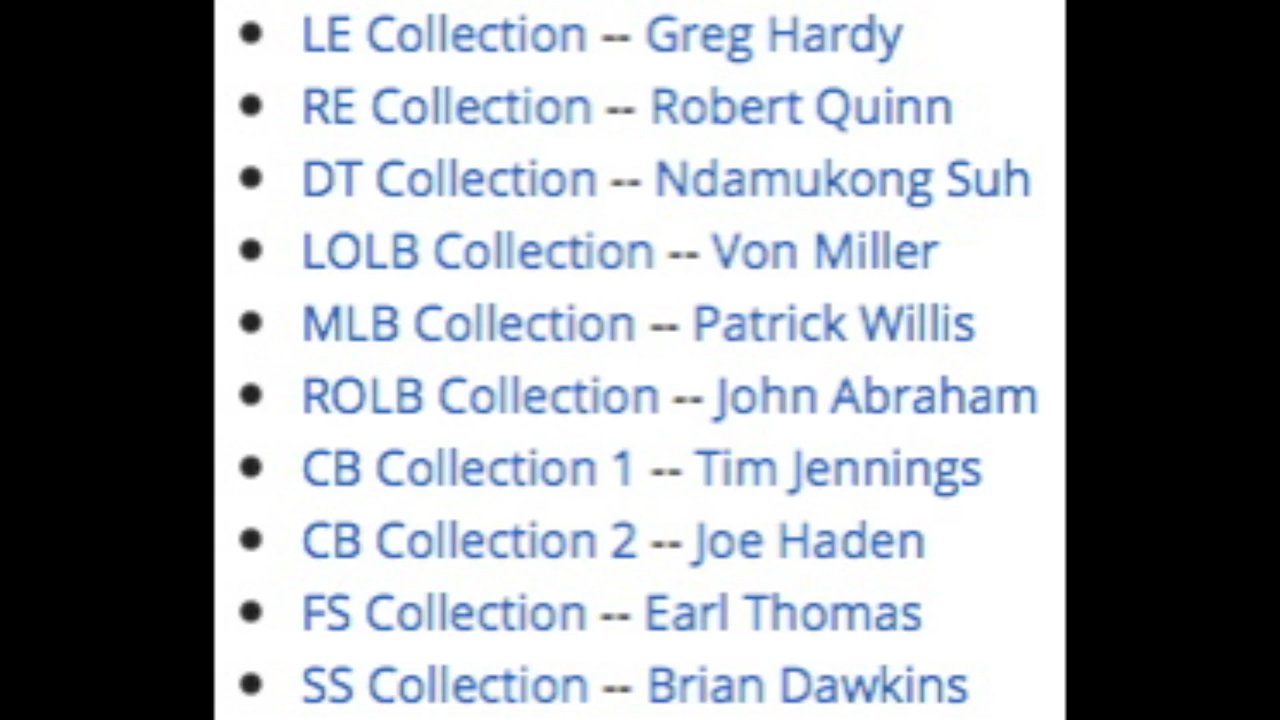 LE Collection -- Greg Hardy
RE Collection -- Robert Quinn
DT Collection -- Ndamukong Suh
LOLB Collection -- Von Miller
MLB Collection -- Patrick Willis
ROLB Collection -- John Abraham
CB Collection 1 -- Tim Jennings
CB Collection 2 -- Joe Haden
FS Collection -- Earl Thomas
SS Collection -- Brian Dawkins